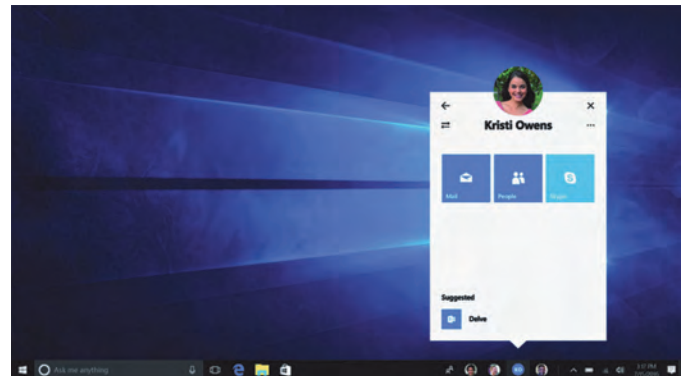 Kristi Owens
Mail
People
Skype
Suggested
Delve
Ask me anything